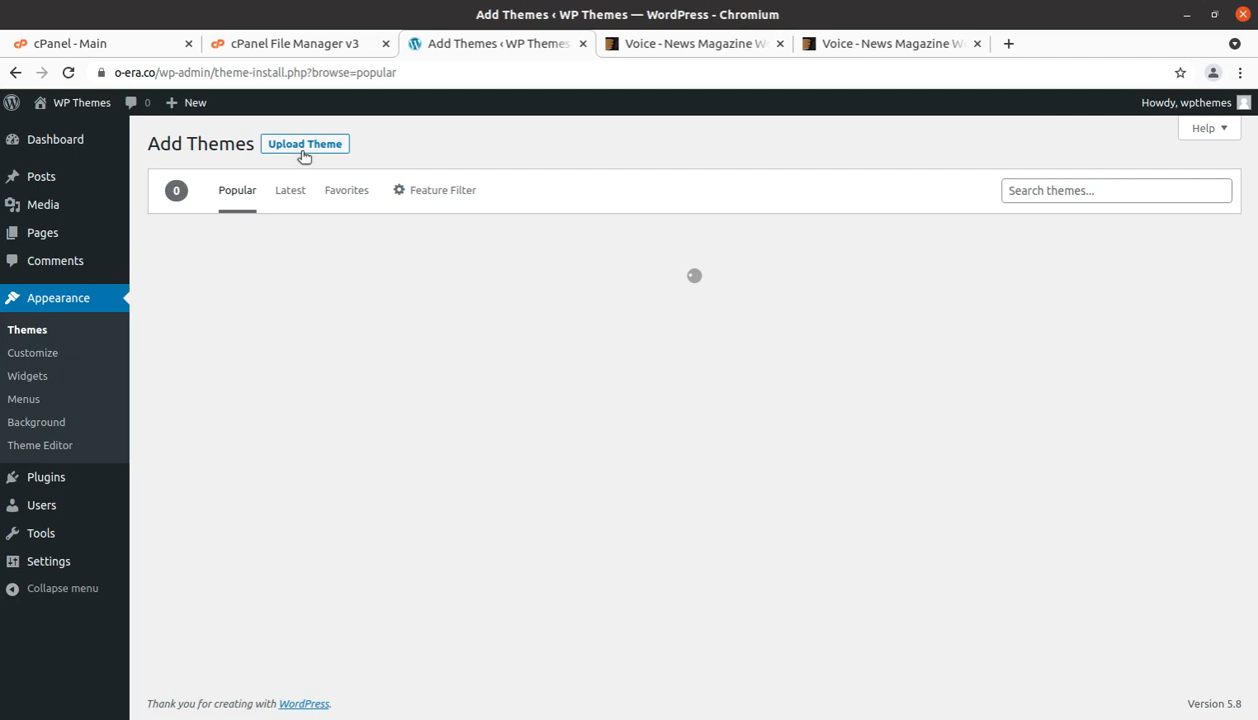 Add Themes ‹ WP Themes — WordPress - Chromium
cPanel - Main
cPanel File Manager v3
Add Themes ‹ WP Themes
Voice - News Magazine W
Voice - News Magazine W
o-era.co/wp-admin/theme-install.php?browse=popular
WP Themes
0
New
Howdy, wpthemes
Dashboard
Posts
Media
Pages
Comments
Appearance
Themes
Customize
Widgets
Menus
Background
Theme Editor
Plugins
Users
Tools
Settings
Collapse menu
Help
Add Themes
Upload Theme
0
Popular
Latest
Favorites
Feature Filter
Search themes...
Thank you for creating with WordPress.
Version 5.8